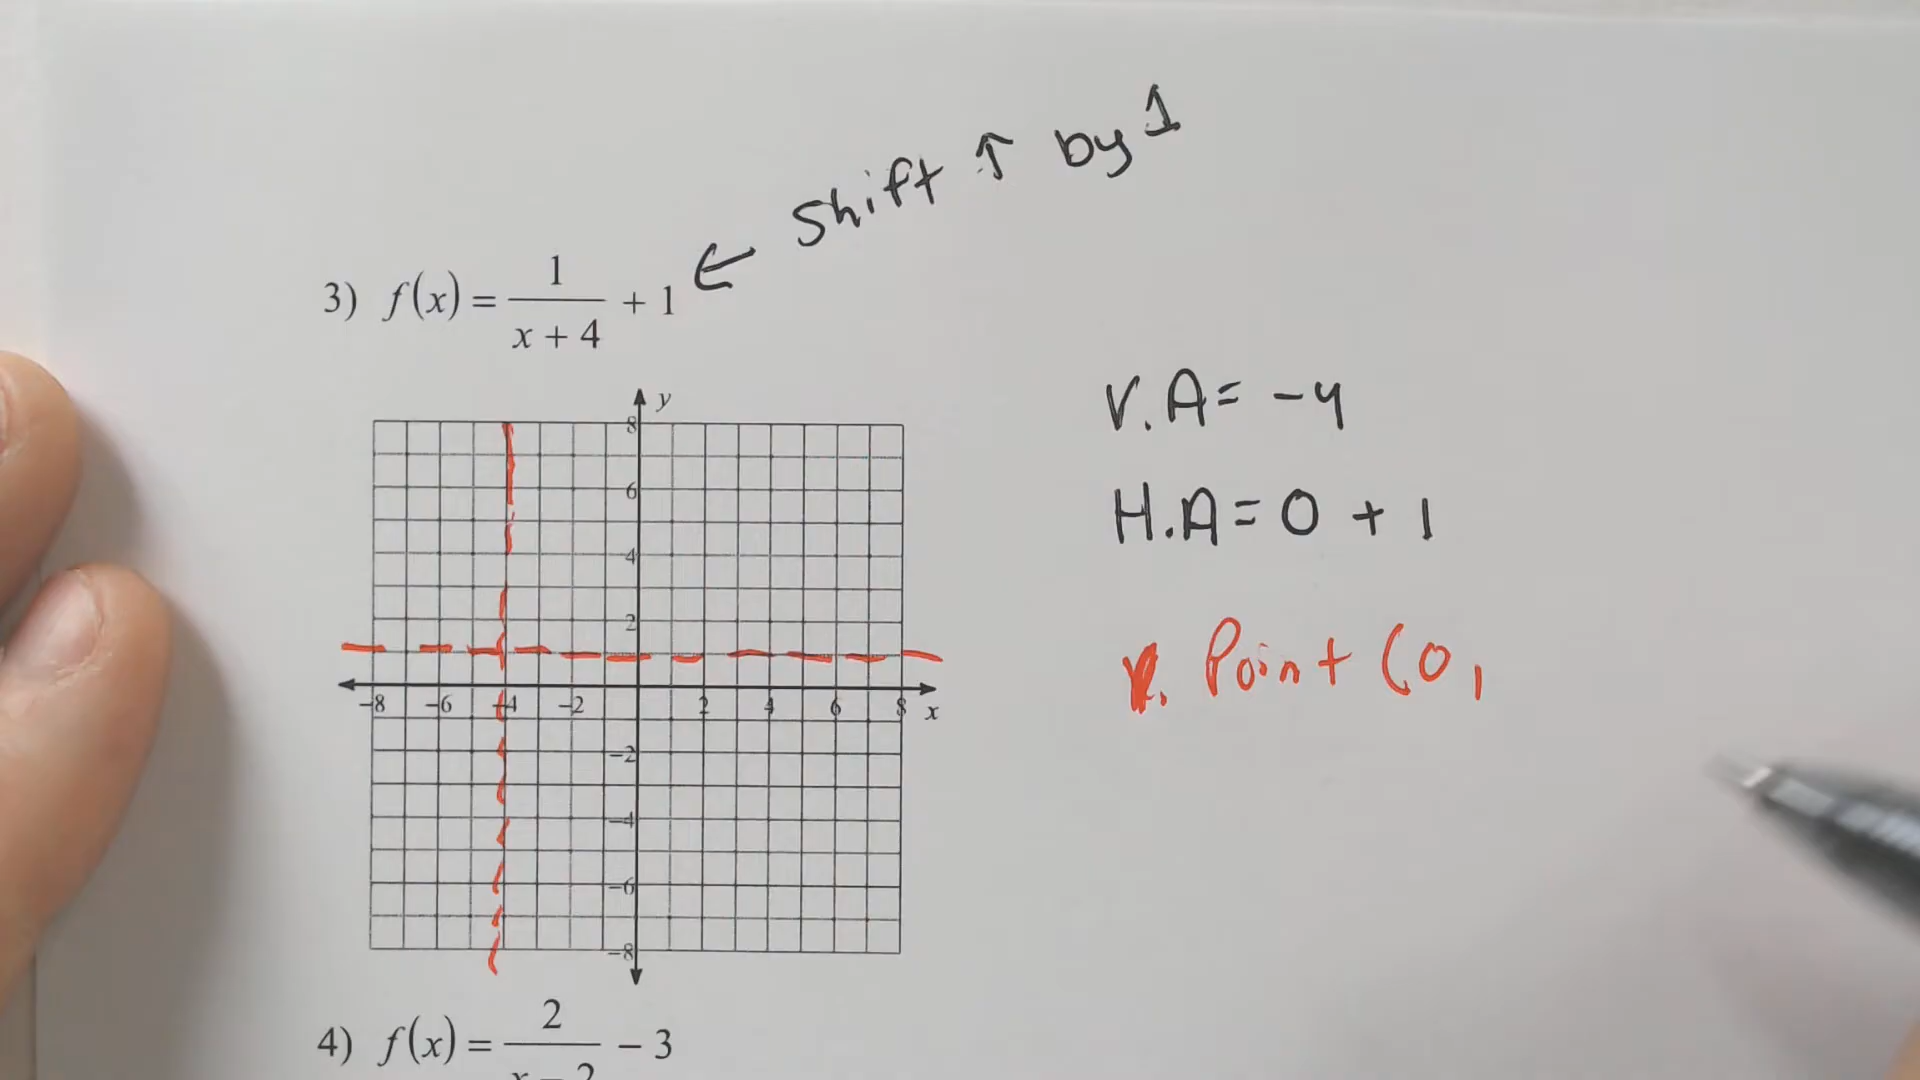 Shift ↑ by 1
3) f(x) = 1/(x + 4) + 1 ←
y
8
6
4
2
-8 -6 -4 -2 2 4 6 8 x
-2
-4
-6
-8
V.A = -4
H.A = 0 + 1
Point (0,
4) f(x) = 2/(x - 2) - 3